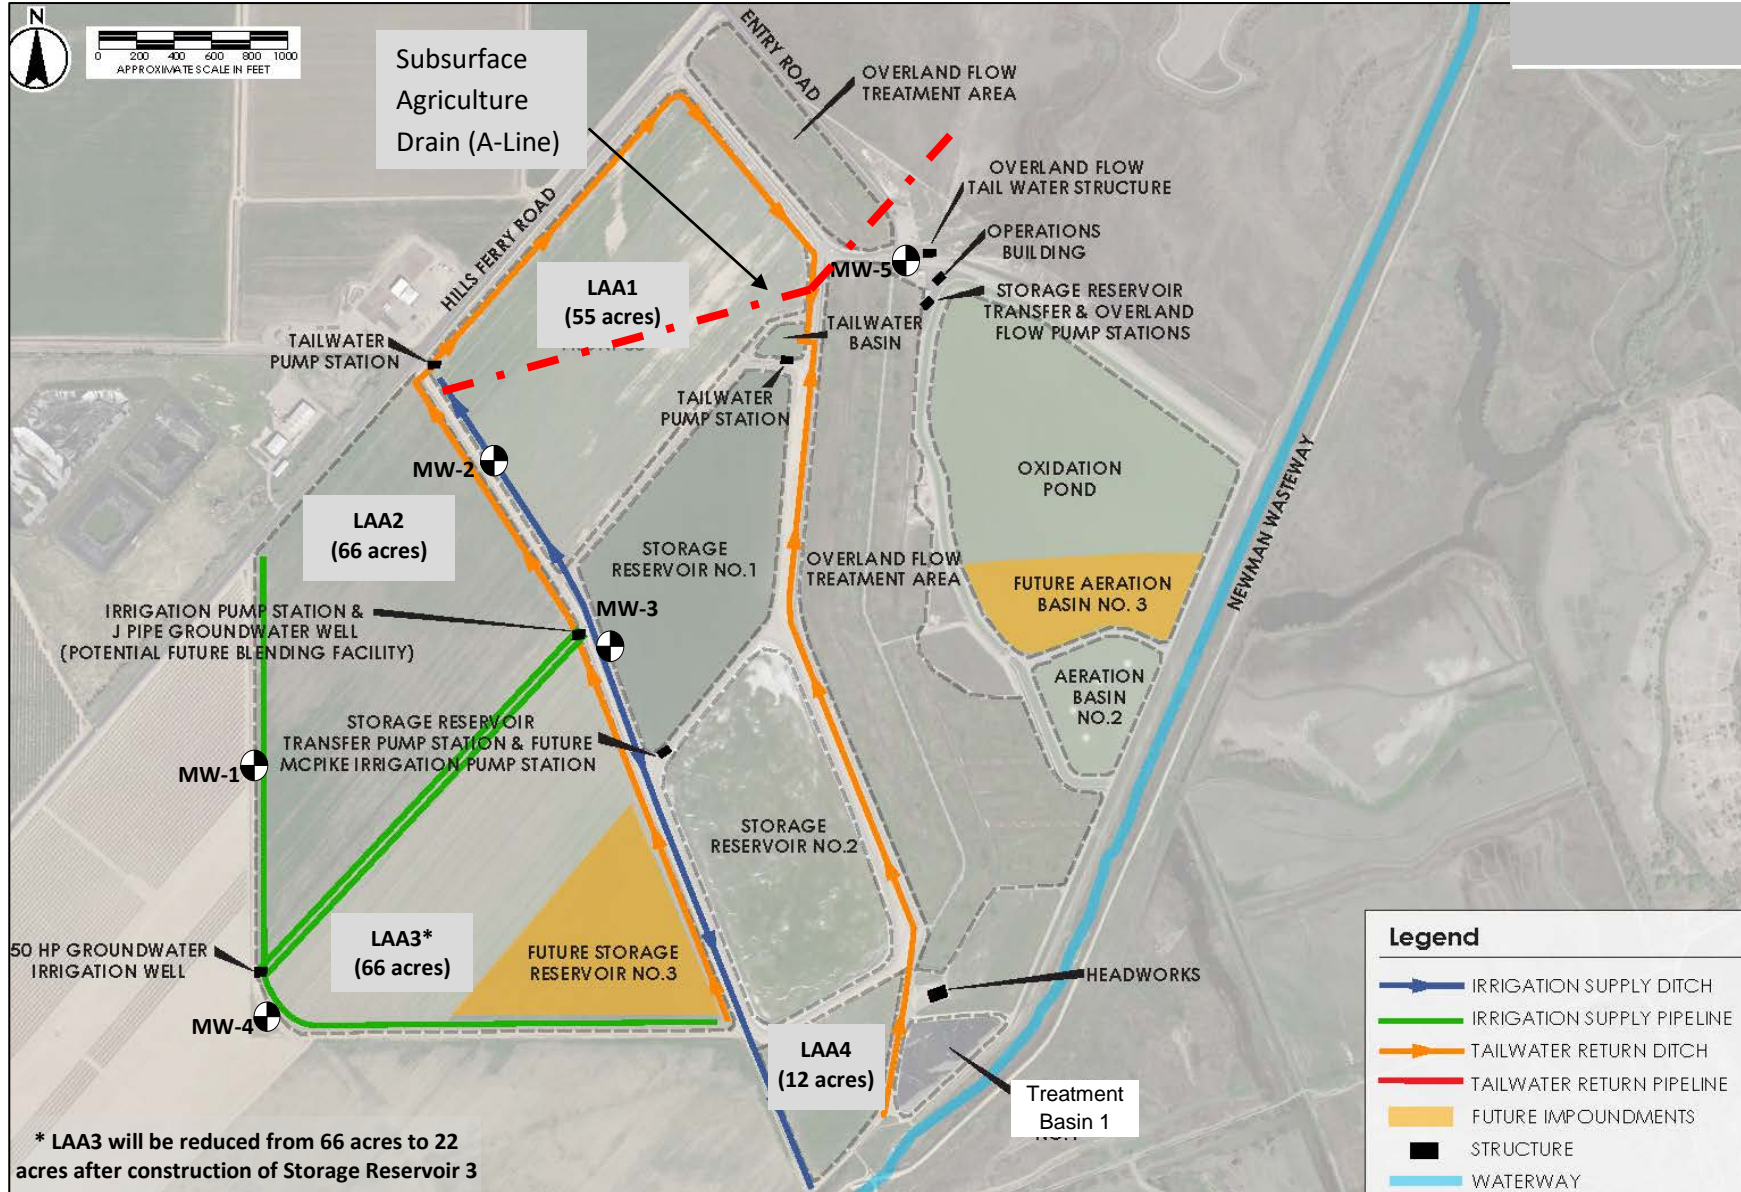 N
0 200 400 600 800 1000
APPROXIMATE SCALE IN FEET
Subsurface
Agriculture
Drain (A-Line)
ENTRY ROAD
OVERLAND FLOW
TREATMENT AREA
OVERLAND FLOW
TAIL WATER STRUCTURE
OPERATIONS
BUILDING
MW-5
STORAGE RESERVOIR
TRANSFER & OVERLAND
FLOW PUMP STATIONS
HILLS FERRY ROAD
LAA1
(55 acres)
TAILWATER
BASIN
TAILWATER
PUMP STATION
TAILWATER
PUMP STATION
MW-2
OXIDATION
POND
NEWMAN WASTEWAY
LAA2
(66 acres)
STORAGE
RESERVOIR NO.1
OVERLAND FLOW
TREATMENT AREA
FUTURE AERATION
BASIN NO. 3
IRRIGATION PUMP STATION &
J PIPE GROUNDWATER WELL
(POTENTIAL FUTURE BLENDING FACILITY)
MW-3
AERATION
BASIN
NO.2
STORAGE RESERVOIR
TRANSFER PUMP STATION & FUTURE
MCPIKE IRRIGATION PUMP STATION
MW-1
STORAGE
RESERVOIR NO.2
50 HP GROUNDWATER
IRRIGATION WELL
LAA3*
(66 acres)
FUTURE STORAGE
RESERVOIR NO.3
HEADWORKS
MW-4
LAA4
(12 acres)
Treatment
Basin 1
* LAA3 will be reduced from 66 acres to 22
acres after construction of Storage Reservoir 3
Legend
IRRIGATION SUPPLY DITCH
IRRIGATION SUPPLY PIPELINE
TAILWATER RETURN DITCH
TAILWATER RETURN PIPELINE
FUTURE IMPOUNDMENTS
STRUCTURE
WATERWAY